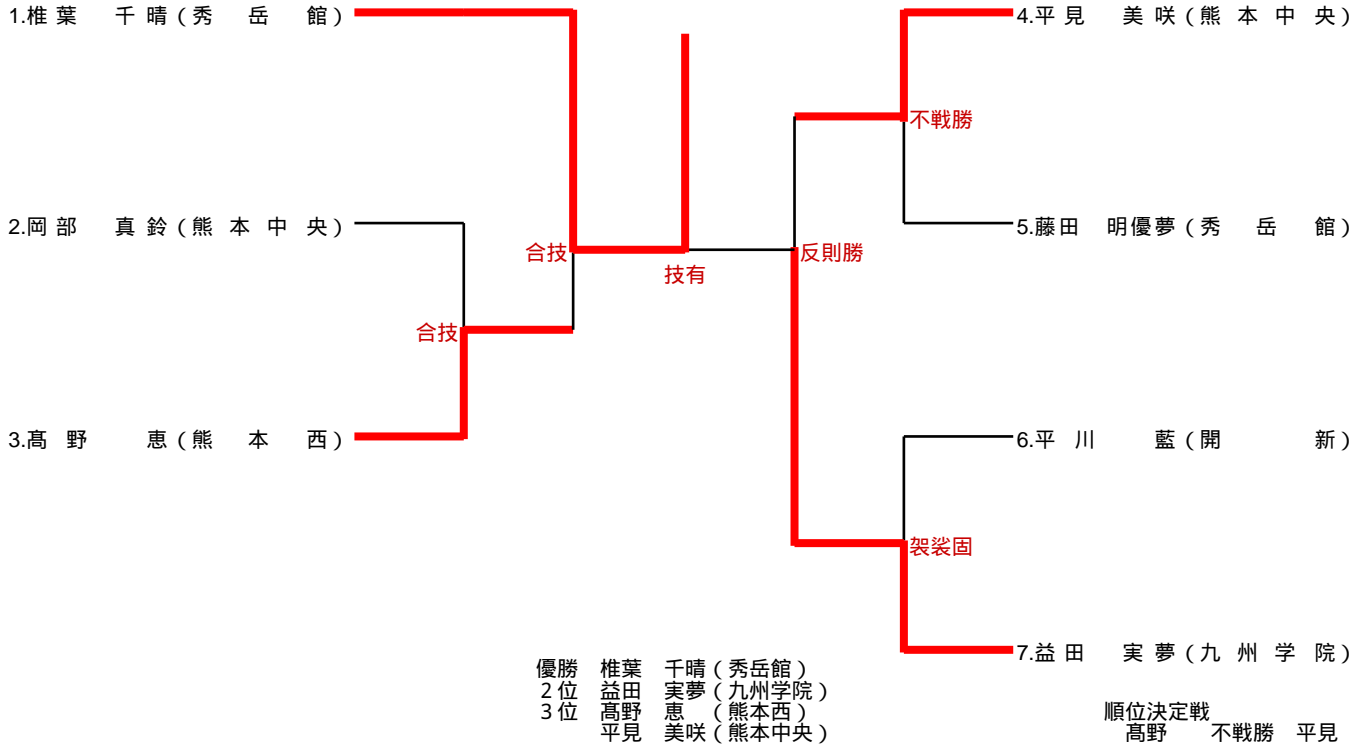 1.椎葉 千晴(秀岳館)
4.平見 美咲(熊本中央)
不戦勝
2.岡部 真鈴(熊本中央)
5.藤田 明優夢(秀岳館)
合技
反則勝
技有
合技
3.髙野 恵(熊本西)
6.平川 藍(開新)
袈裟固
7.益田 実夢(九州学院)
優勝 椎葉 千晴(秀岳館)
2位 益田 実夢(九州学院)
3位 髙野 恵 (熊本西)
平見 美咲(熊本中央)
順位決定戦
髙野 不戦勝 平見